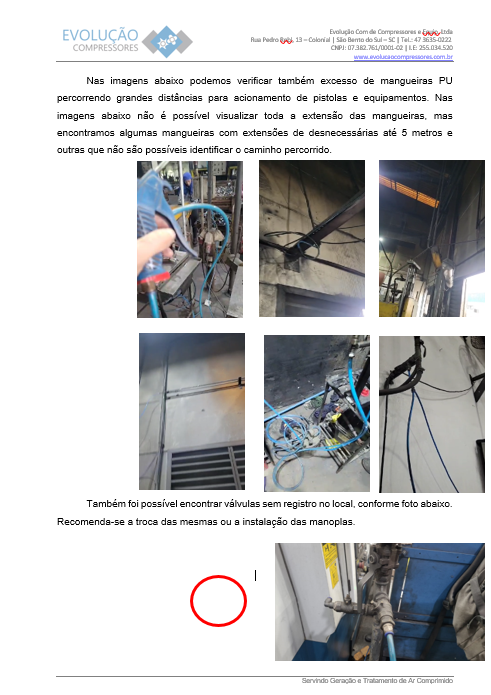 EVOLUÇÃO
COMPRESSORES
Evolução Com de Compressores e Ltda
Rua Pedro 13 – Colonial | São Bento do Sul – SC | Tel.: 47 3635-0222
CNPJ: 07.382.761/0001-02 | I.E: 255.034.520
www.evolucaocompressores.com.br
Nas imagens abaixo podemos verificar também excesso de mangueiras PU
percorrendo grandes distâncias para acionamento de pistolas e equipamentos. Nas
imagens abaixo não é possível visualizar toda a extensão das mangueiras, mas
encontramos algumas mangueiras com extensões de desnecessárias até 5 metros e
outras que não são possíveis identificar o caminho percorrido.
Também foi possível encontrar válvulas sem registro no local, conforme foto abaixo.
Recomenda-se a troca das mesmas ou a instalação das manoplas.
Servindo Geração e Tratamento de Ar Comprimido